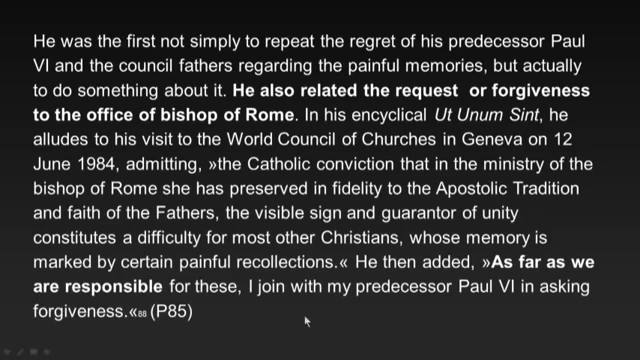 He was the first not simply to repeat the regret of his predecessor Paul
VI and the council fathers regarding the painful memories, but actually
to do something about it. He also related the request  or forgiveness
to the office of bishop of Rome. In his encyclical Ut Unum Sint, he
alludes to his visit to the World Council of Churches in Geneva on 12
June 1984, admitting, »the Catholic conviction that in the ministry of the
bishop of Rome she has preserved in fidelity to the Apostolic Tradition
and faith of the Fathers, the visible sign and guarantor of unity
constitutes a difficulty for most other Christians, whose memory is
marked by certain painful recollections.« He then added, »As far as we
are responsible for these, I join with my predecessor Paul VI in asking
forgiveness.«88 (P85)